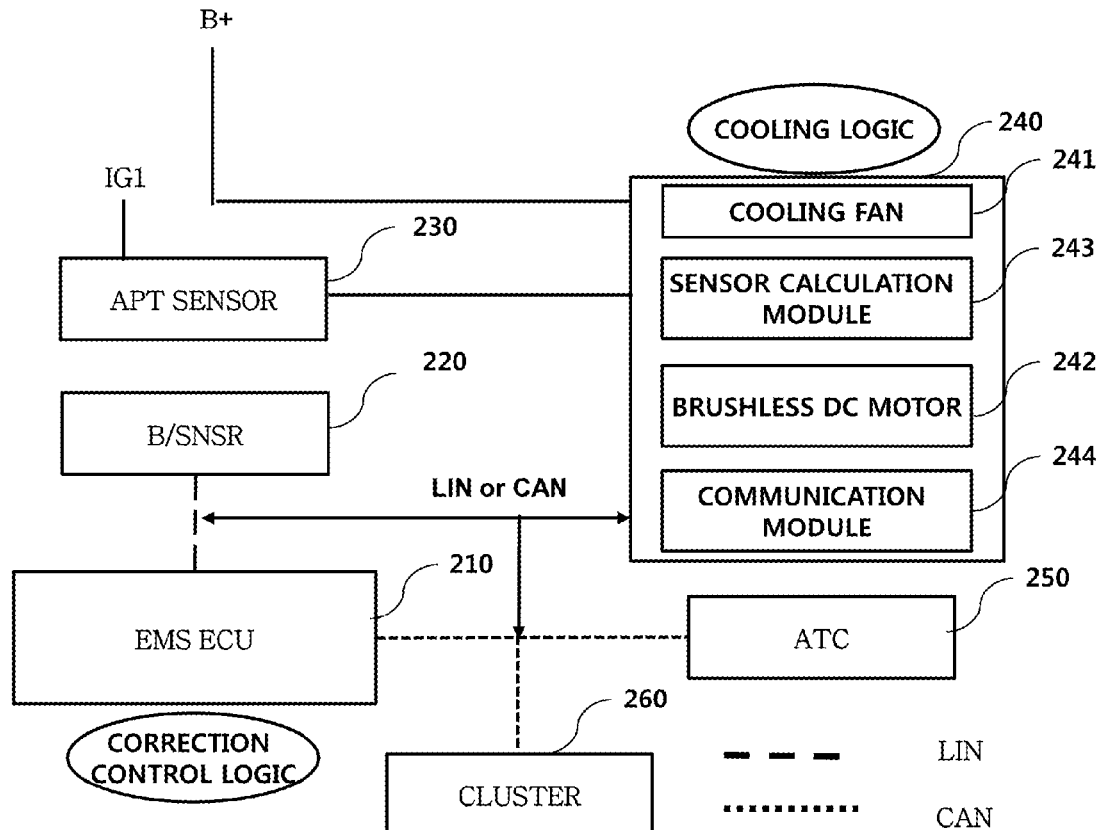 B+
COOLING LOGIC
240
241
IG1
COOLING FAN
230
243
APT SENSOR
SENSOR CALCULATION
MODULE
220
242
B/SNSR
BRUSHLESS DC MOTOR
244
LIN or CAN
COMMUNICATION
MODULE
210
250
EMS ECU
ATC
260
CORRECTION
CONTROL LOGIC
LIN
CLUSTER
CAN